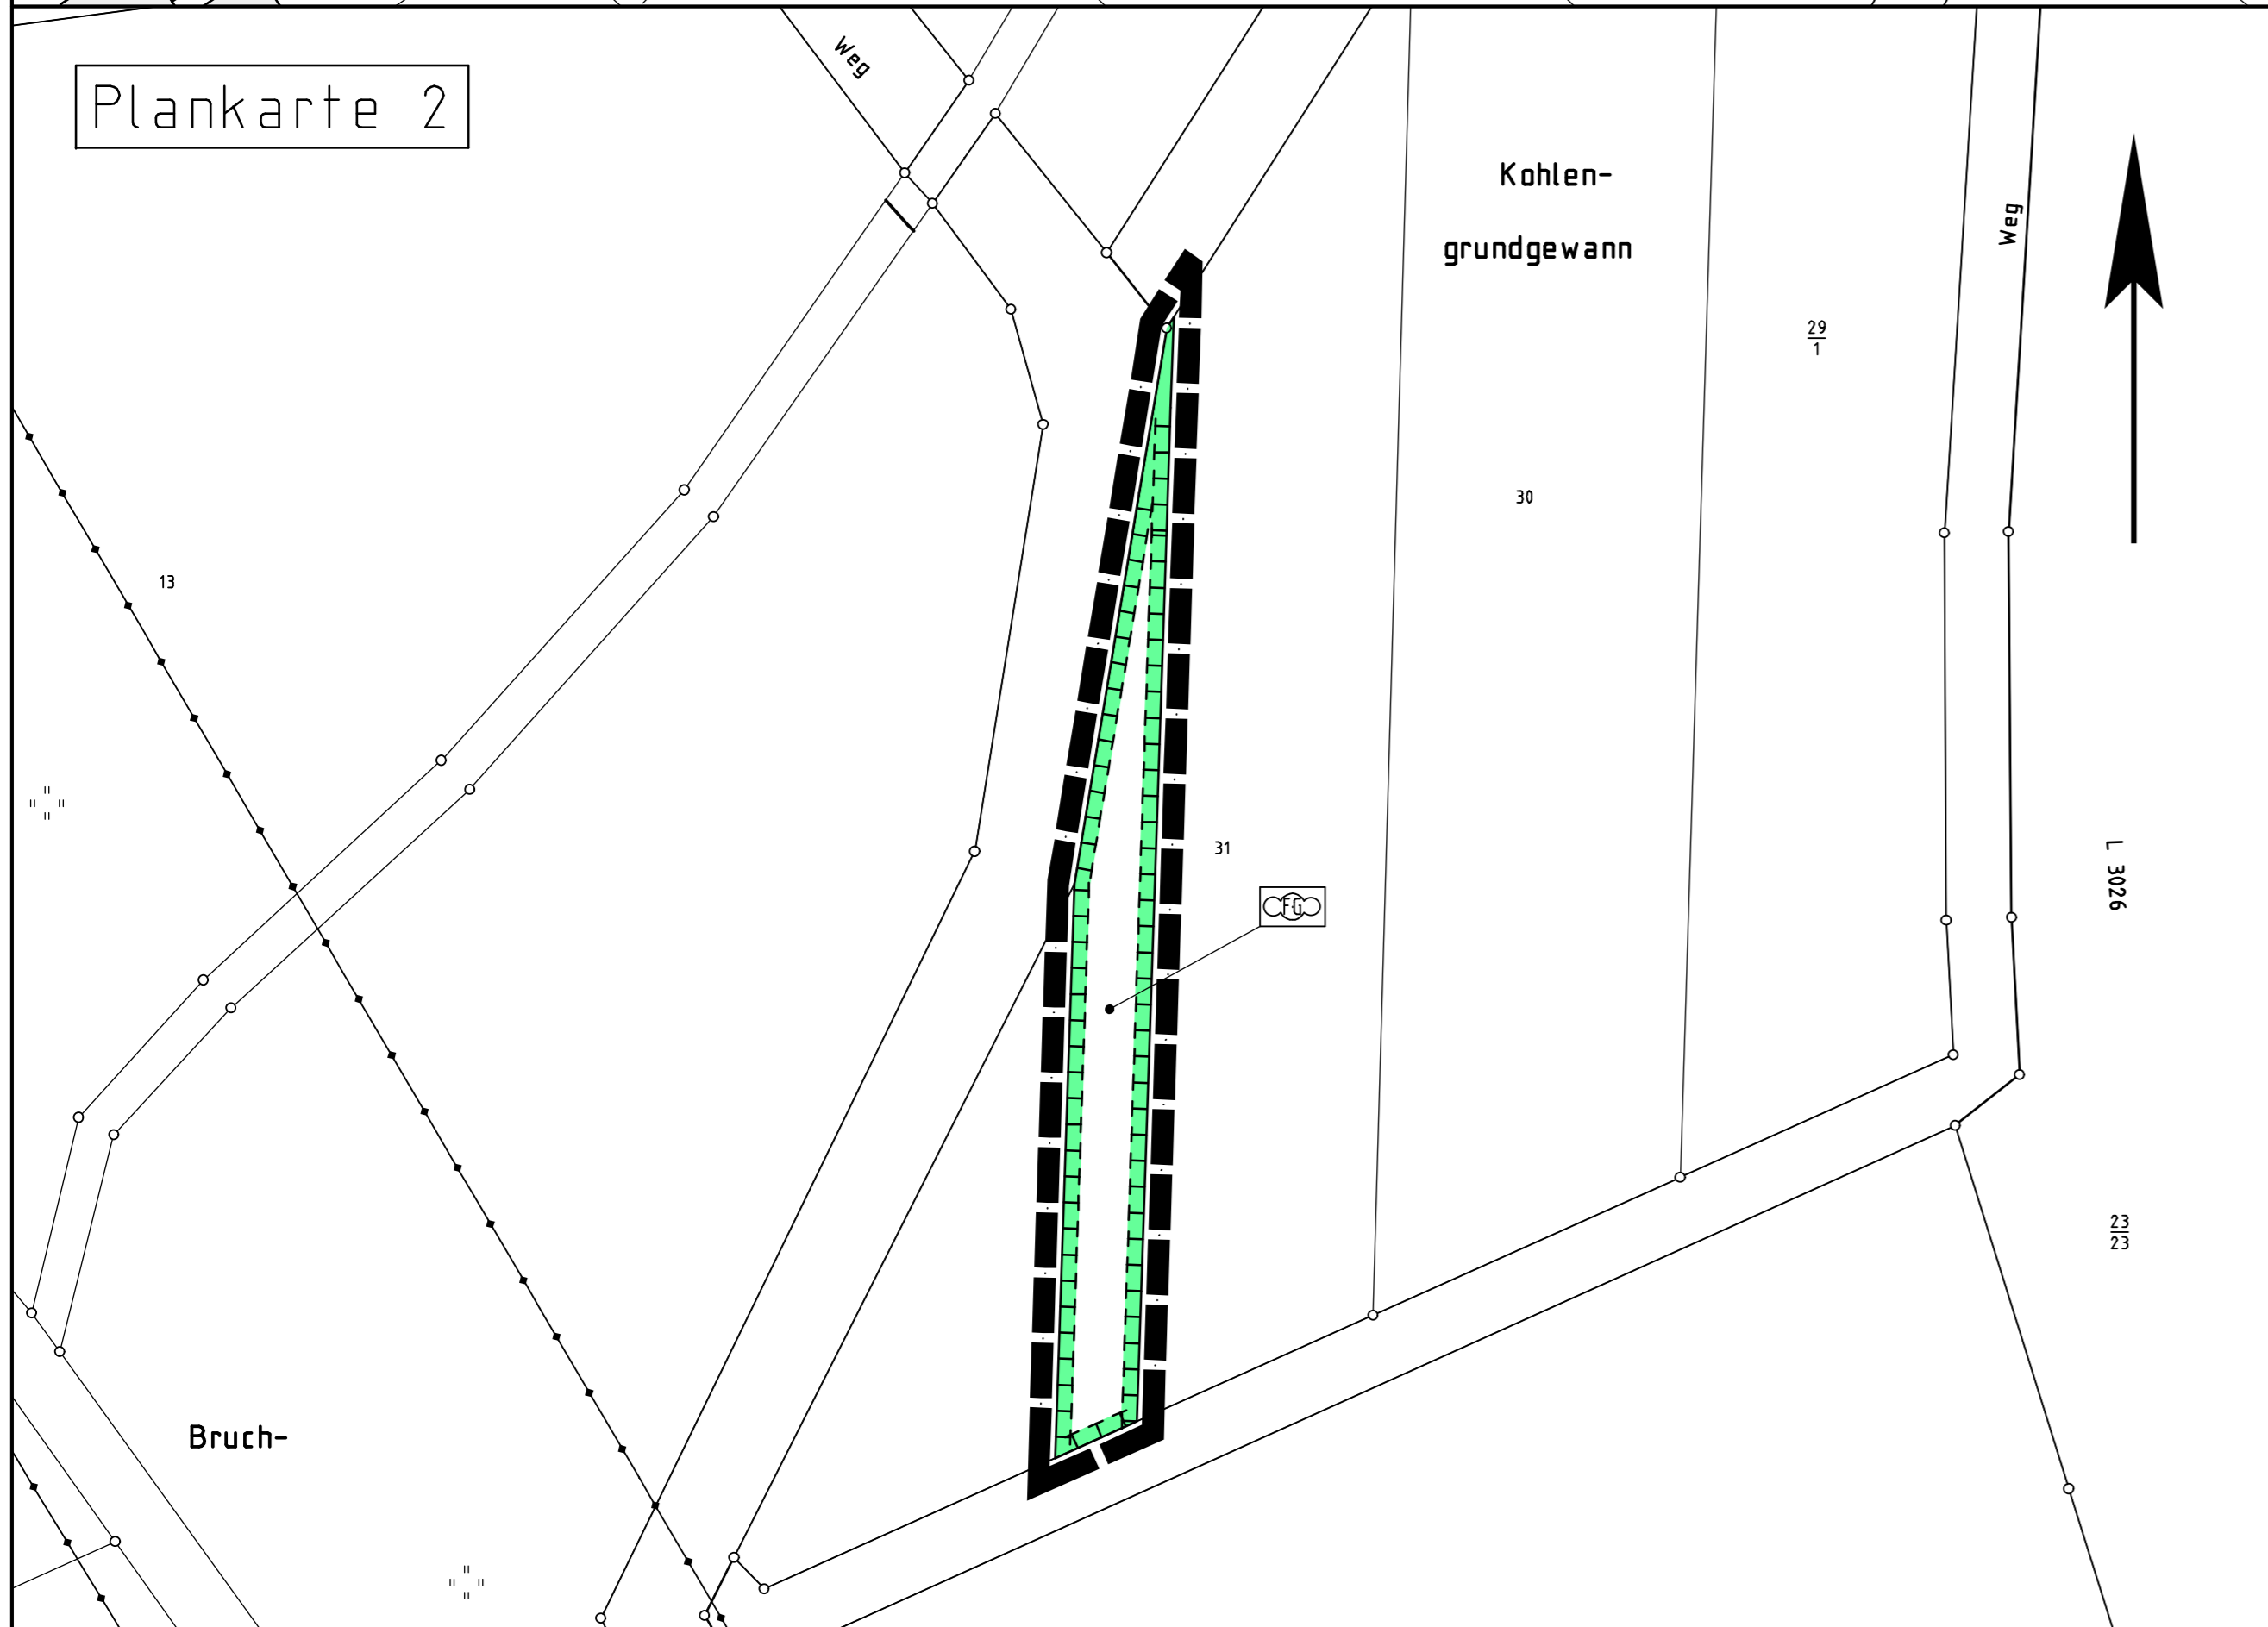 Plankarte 2
Weg
Kohlen-
grundgewann
Weg
29
1
30
13
31
FG
L 3026
23
23
Bruch-